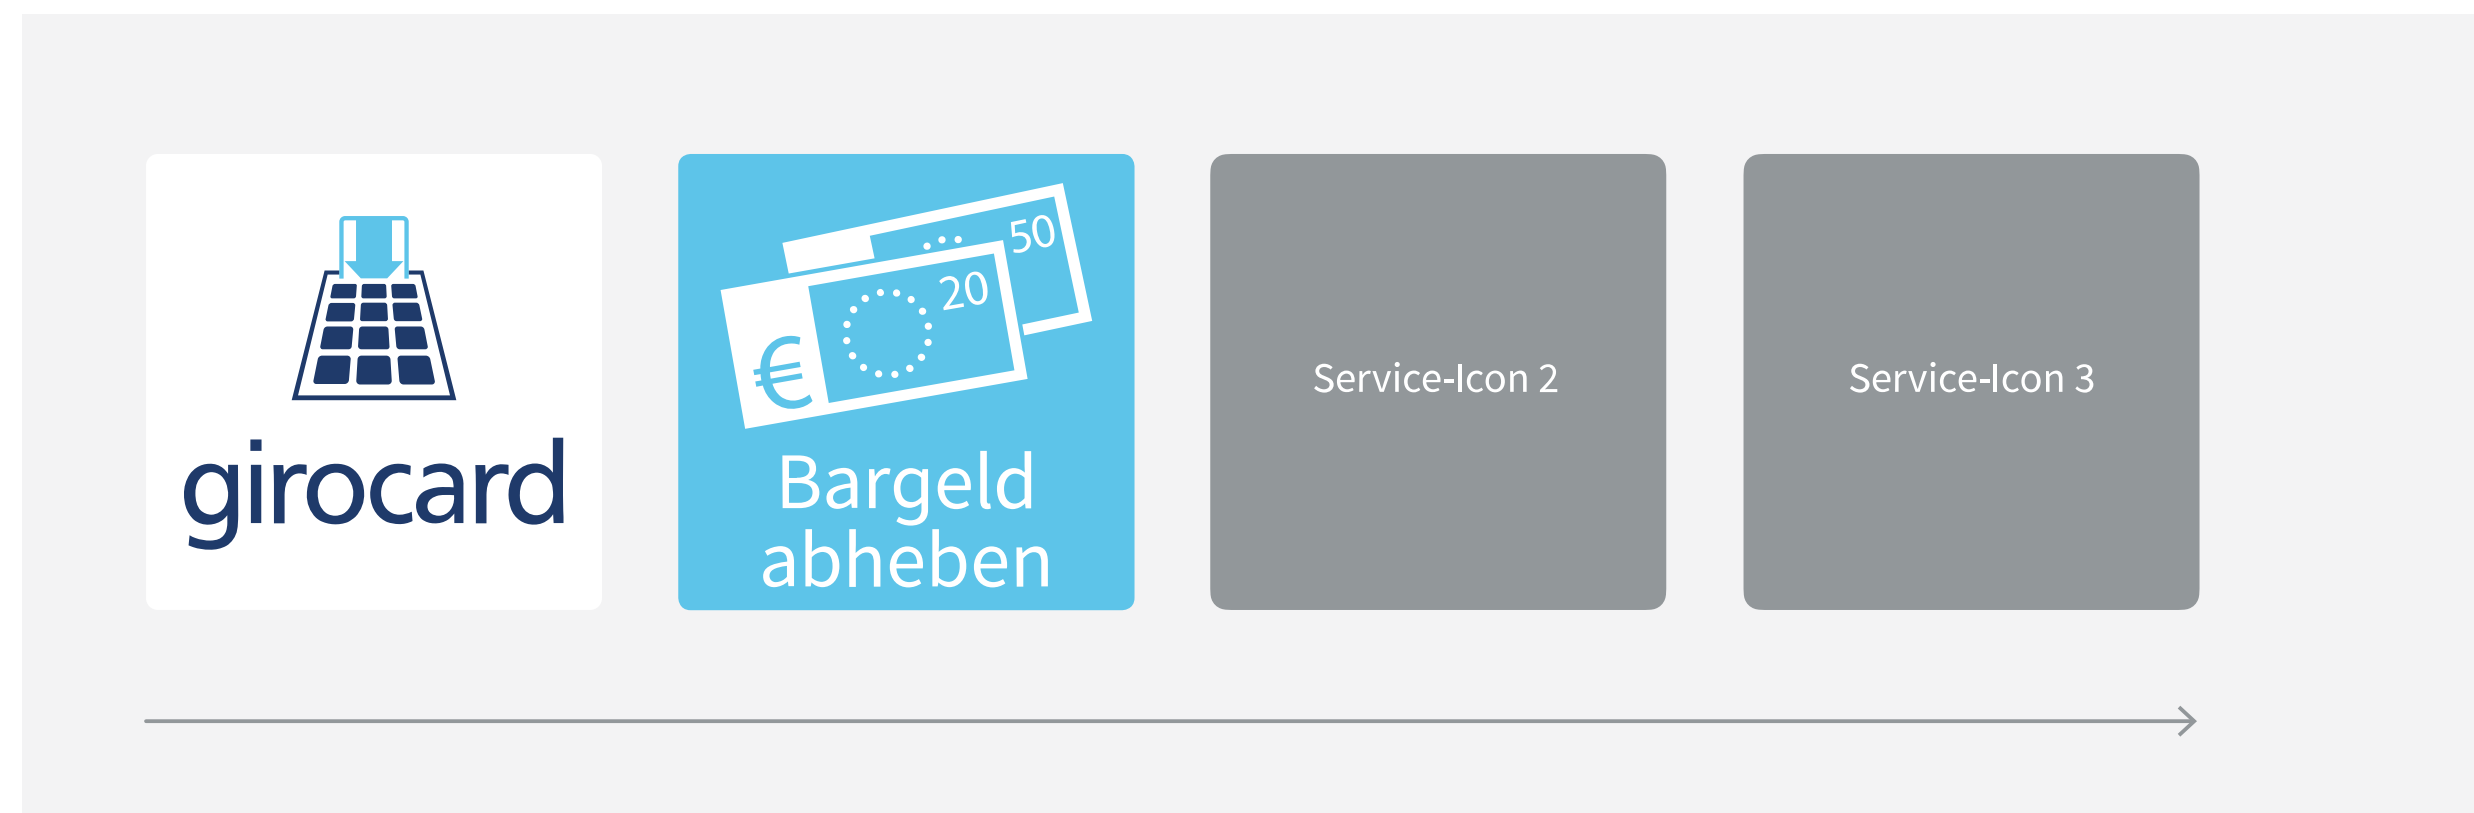 girocard
50
20
€
Bargeld
abheben
Service-Icon 2
Service-Icon 3